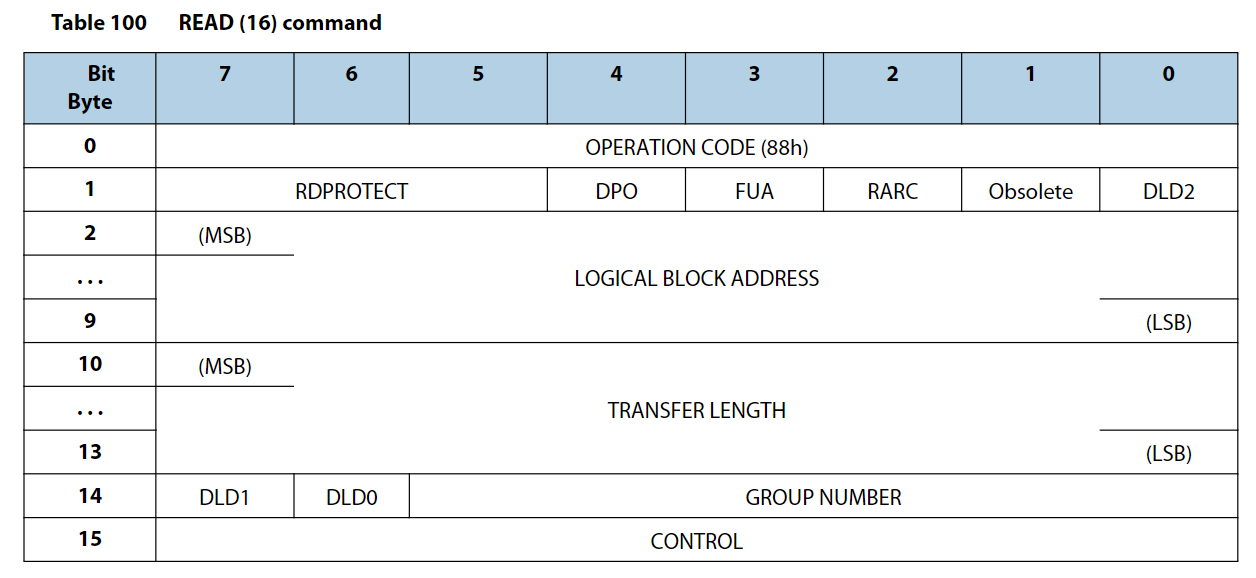 Table 100 READ (16) command
Bit 7 6 5 4 3 2 1 0
Byte
0 OPERATION CODE (88h)
1 RDPROTECT DPO FUA RARC Obsolete DLD2
2 (MSB)
... LOGICAL BLOCK ADDRESS
9 (LSB)
10 (MSB)
... TRANSFER LENGTH
13 (LSB)
14 DLD1 DLD0 GROUP NUMBER
15 CONTROL